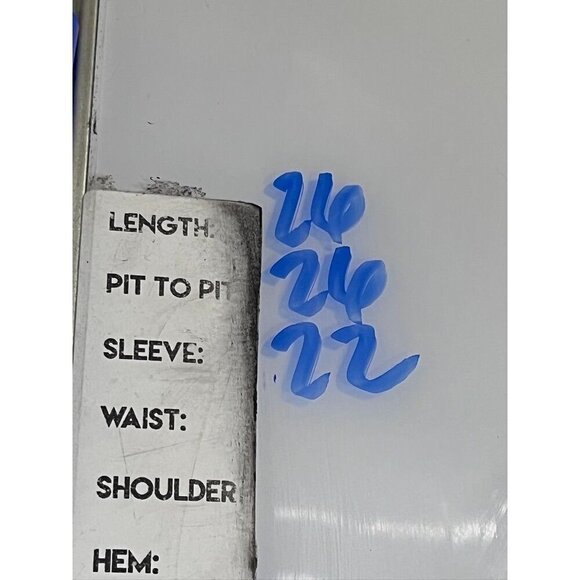 LENGTH: 26
PIT TO PIT 26
SLEEVE: 22
WAIST:
SHOULDER
HEM: